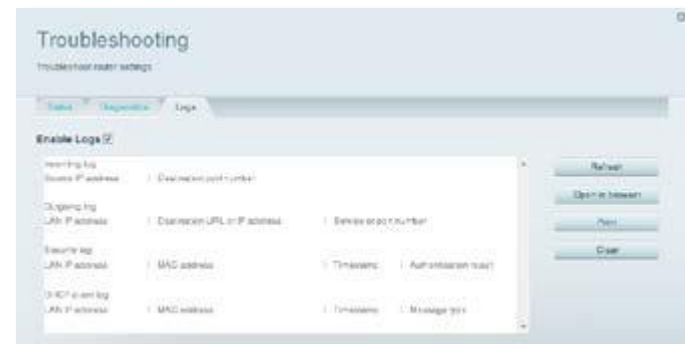 Troubleshooting
Troubleshoot router settings
Status Diagnostics Logs
Enable Logs
Incoming log
Source IP address | Destination port number
Outgoing log
LAN IP address | Destination URL or IP address | Service or port number
Security log
LAN IP address | MAC address | Timestamp | Authentication result
DHCP client log
LAN IP address | MAC address | Timestamp | Message type
Refresh
Open in browser
Print
Clear